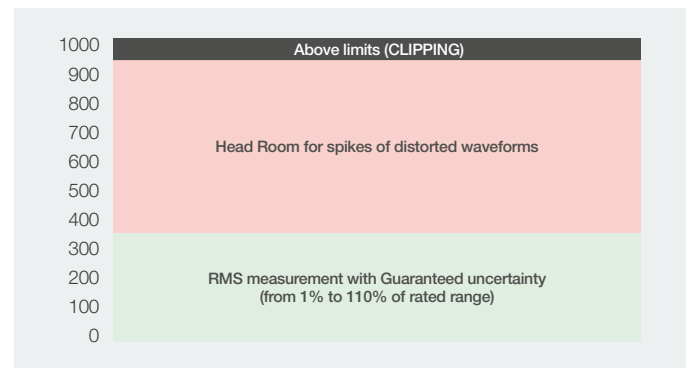 1000
Above limits (CLIPPING)
900
800
700
Head Room for spikes of distorted waveforms
600
500
400
300
200
RMS measurement with Guaranteed uncertainty
(from 1% to 110% of rated range)
100
0